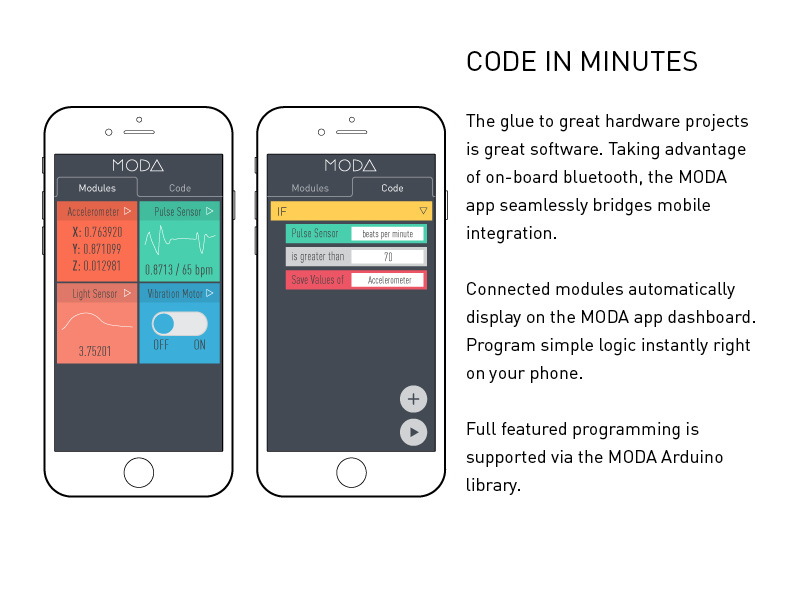 CODE IN MINUTES
The glue to great hardware projects
is great software. Taking advantage
of on-board bluetooth, the MODA
app seamlessly bridges mobile
integration.
Connected modules automatically
display on the MODA app dashboard.
Program simple logic instantly right
on your phone.
Full featured programming is
supported via the MODA Arduino
library.
MODA
Modules Code
Accelerometer Pulse Sensor
X: 0.763920
Y: 0.871099
Z: 0.012981
0.8713 / 65 bpm
Light Sensor Vibration Motor
3.75201
OFF ON
MODA
Modules Code
IF
Pulse Sensor beats per minute
is greater than 70
Save Values of Accelerometer